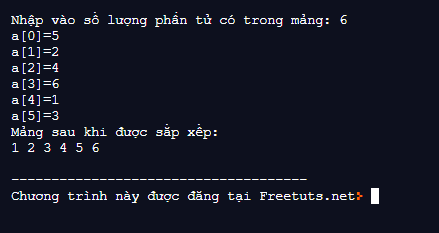 Nhập vào số lượng phần tử có trong mảng: 6
a[0]=5
a[1]=2
a[2]=4
a[3]=6
a[4]=1
a[5]=3
Mảng sau khi được sắp xếp:
1 2 3 4 5 6
-------------------------------------
Chương trình này được đăng tại Freetuts.net>